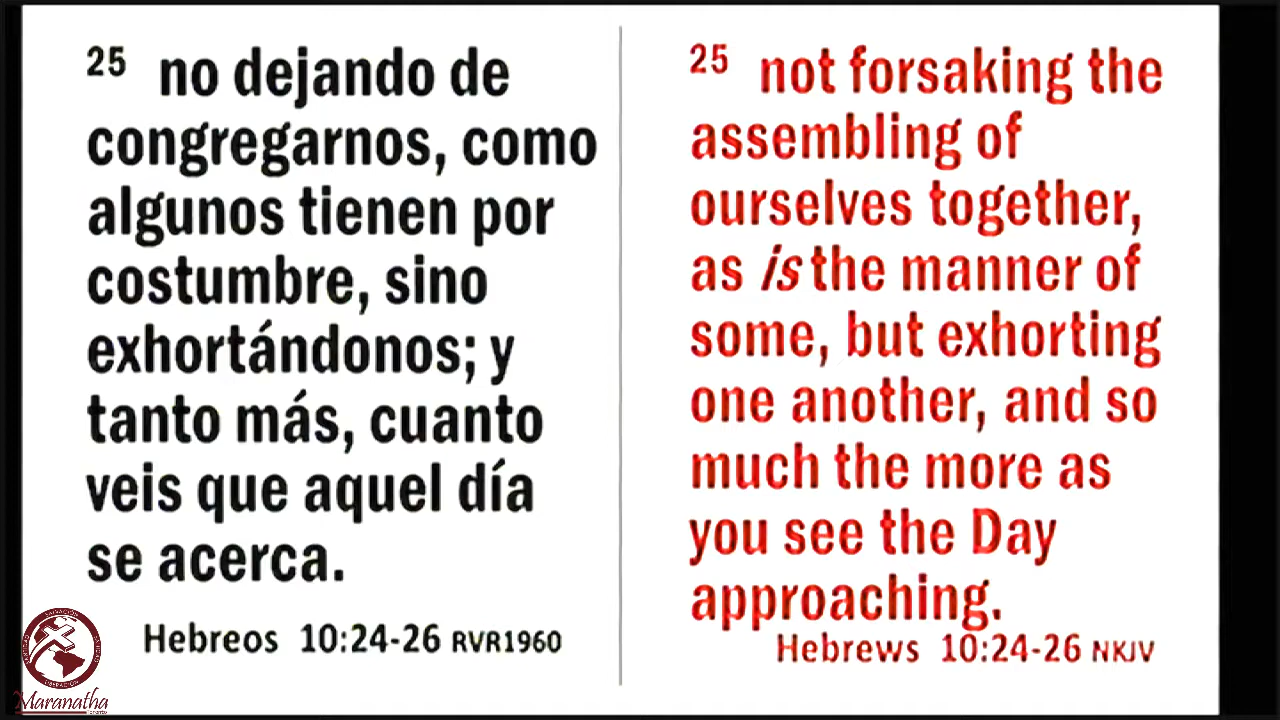 25 no dejando de
congregarnos, como
algunos tienen por
costumbre, sino
exhortándonos; y
tanto más, cuanto
veis que aquel día
se acerca.
Hebreos 10:24-26 RVR1960
25 not forsaking the
assembling of
ourselves together,
as is the manner of
some, but exhorting
one another, and so
much the more as
you see the Day
approaching.
Hebrews 10:24-26 NKJV
SALVACIÓN
LIBERACIÓN
Maranatha